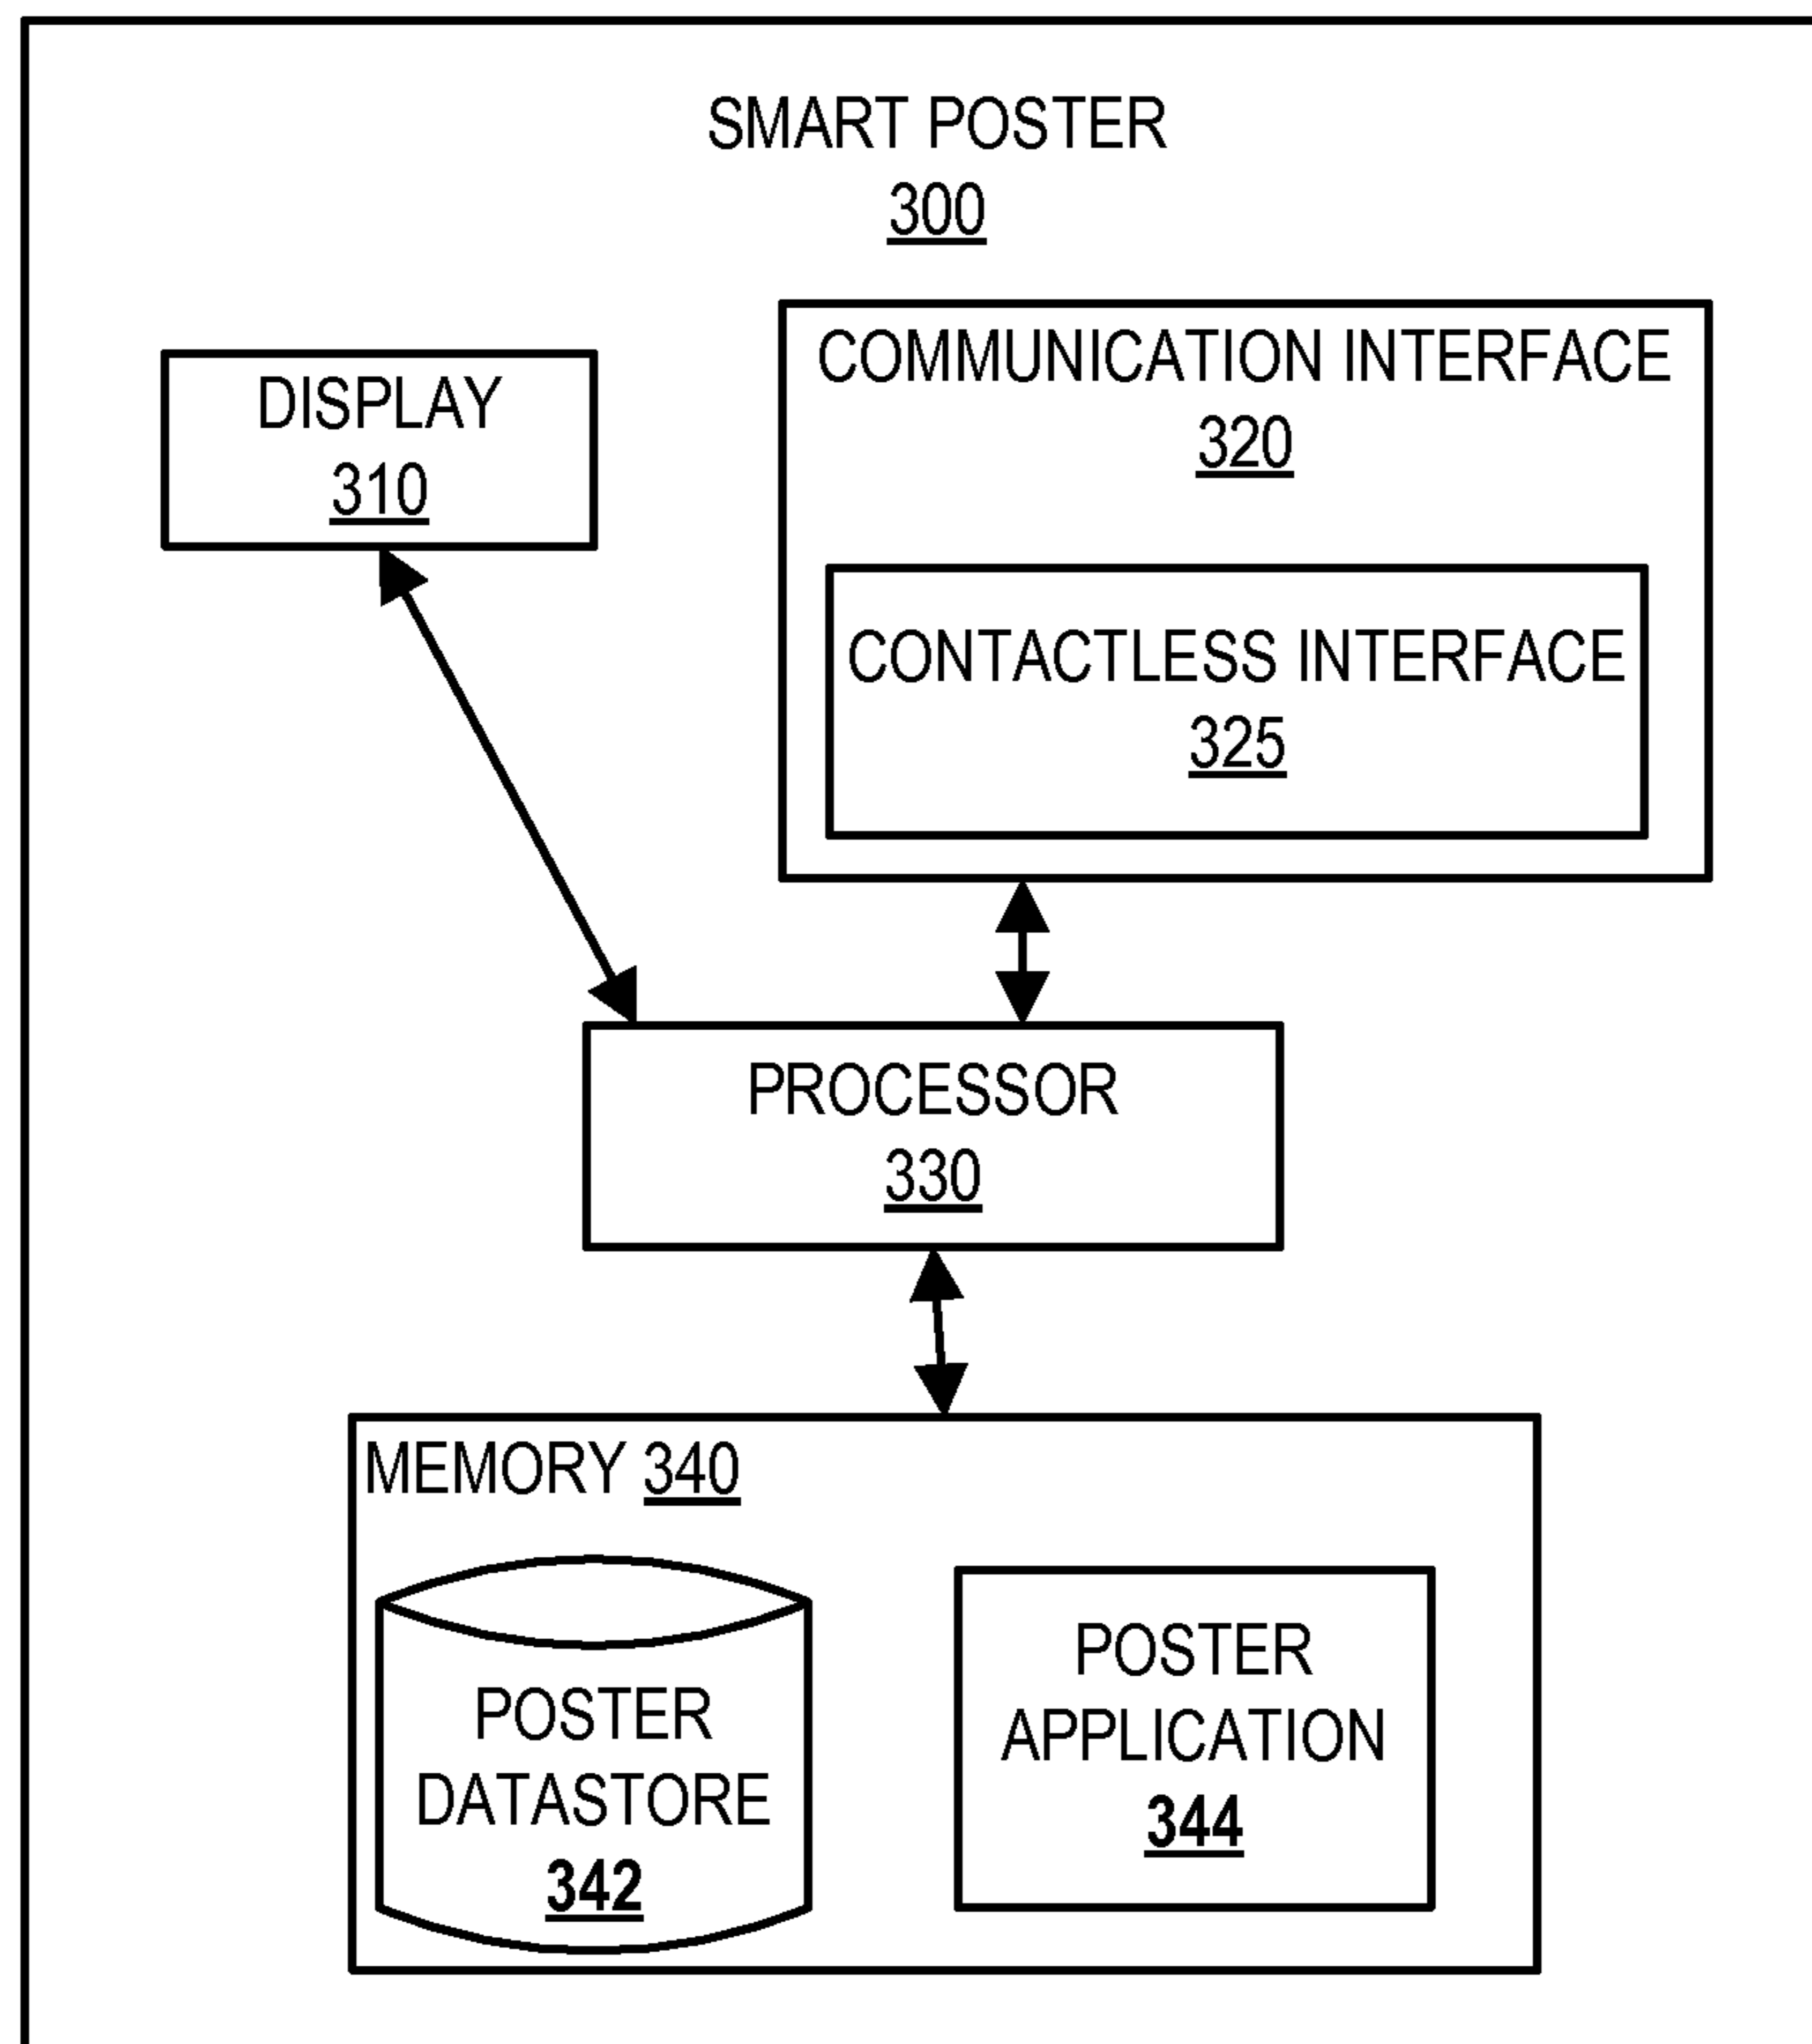 SMART POSTER
300
DISPLAY
310
COMMUNICATION INTERFACE
320
CONTACTLESS INTERFACE
325
PROCESSOR
330
MEMORY 340
POSTER
DATASTORE
342
POSTER
APPLICATION
344